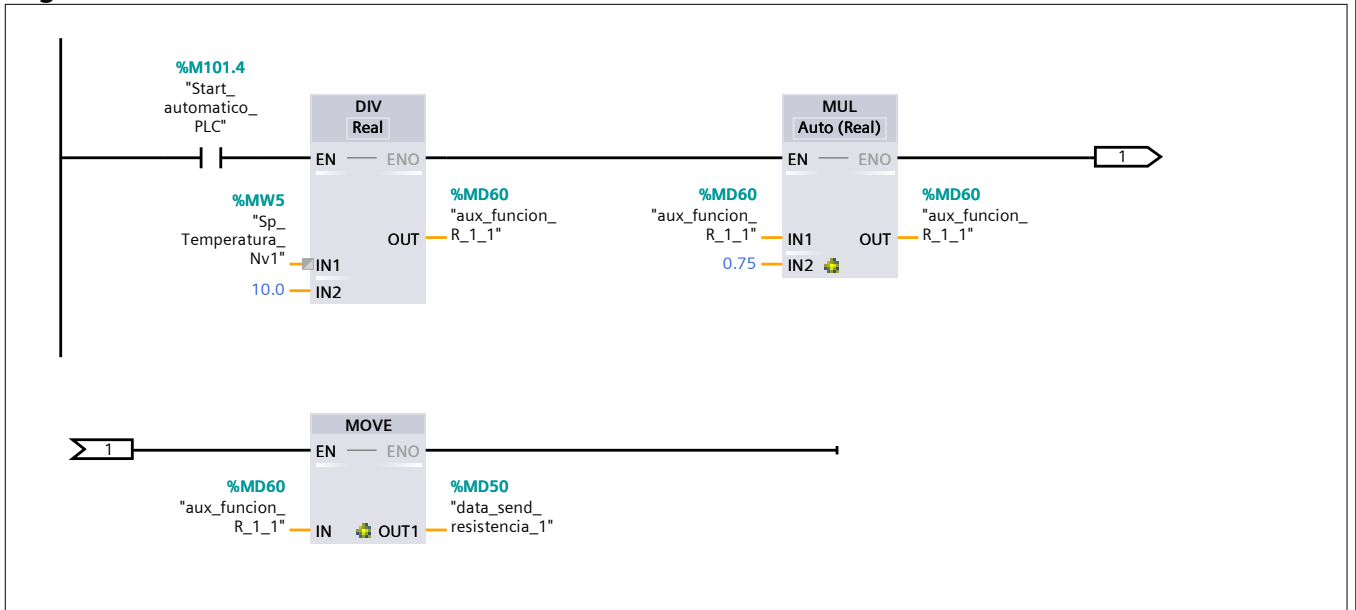 %M101.4
"Start_
automatico_
PLC"
DIV
Real
EN
ENO
%MW5
"Sp_
Temperatura_
Nv1"
IN1
10.0
IN2
OUT
%MD60
"aux_funcion_
R_1_1"
MUL
Auto (Real)
EN
ENO
%MD60
"aux_funcion_
R_1_1"
IN1
0.75
IN2
OUT
%MD60
"aux_funcion_
R_1_1"
1
1
MOVE
EN
ENO
%MD60
"aux_funcion_
R_1_1"
IN
OUT1
%MD50
"data_send_
resistencia_1"